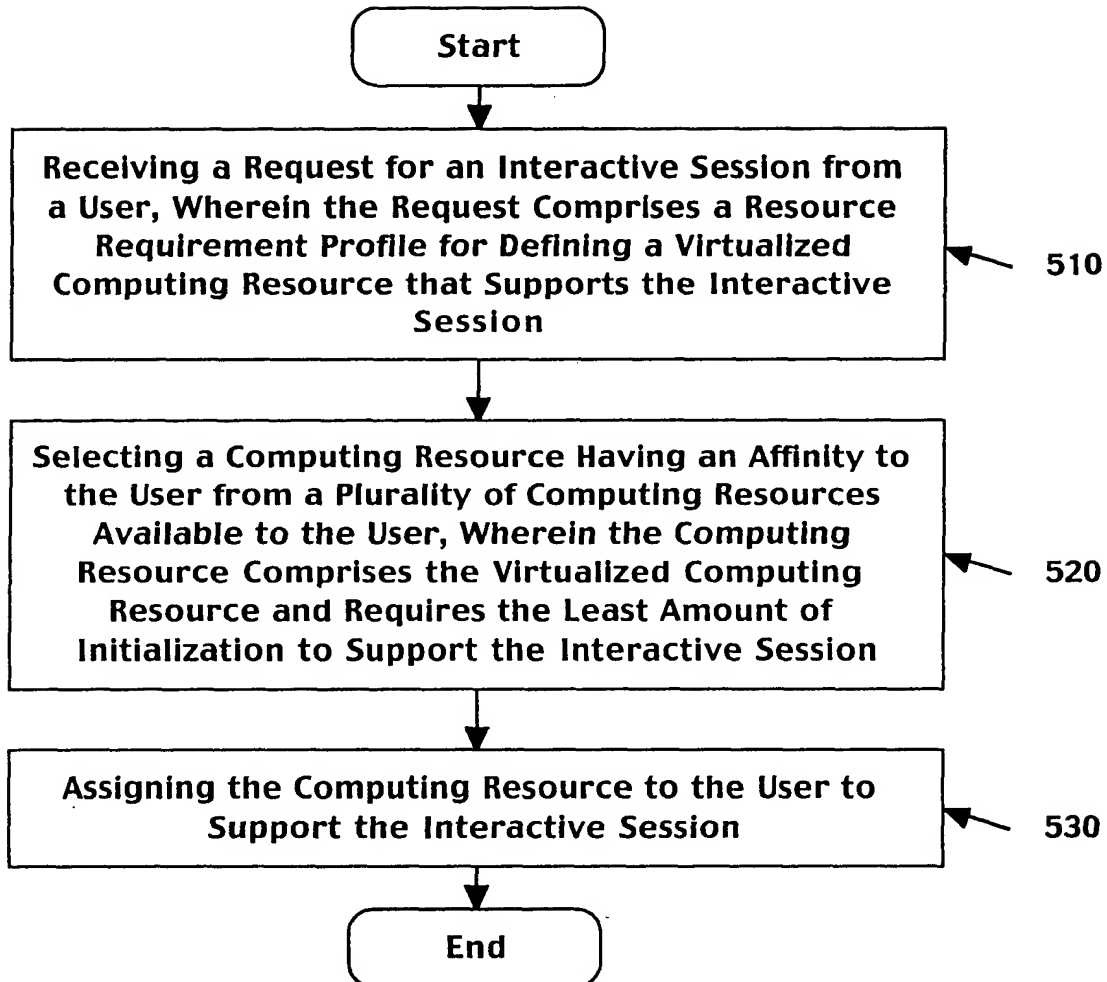 Start
Receiving a Request for an Interactive Session from
a User, Wherein the Request Comprises a Resource
Requirement Profile for Defining a Virtualized
Computing Resource that Supports the Interactive
Session
510
Selecting a Computing Resource Having an Affinity to
the User from a Plurality of Computing Resources
Available to the User, Wherein the Computing
Resource Comprises the Virtualized Computing
Resource and Requires the Least Amount of
Initialization to Support the Interactive Session
520
Assigning the Computing Resource to the User to
Support the Interactive Session
530
End